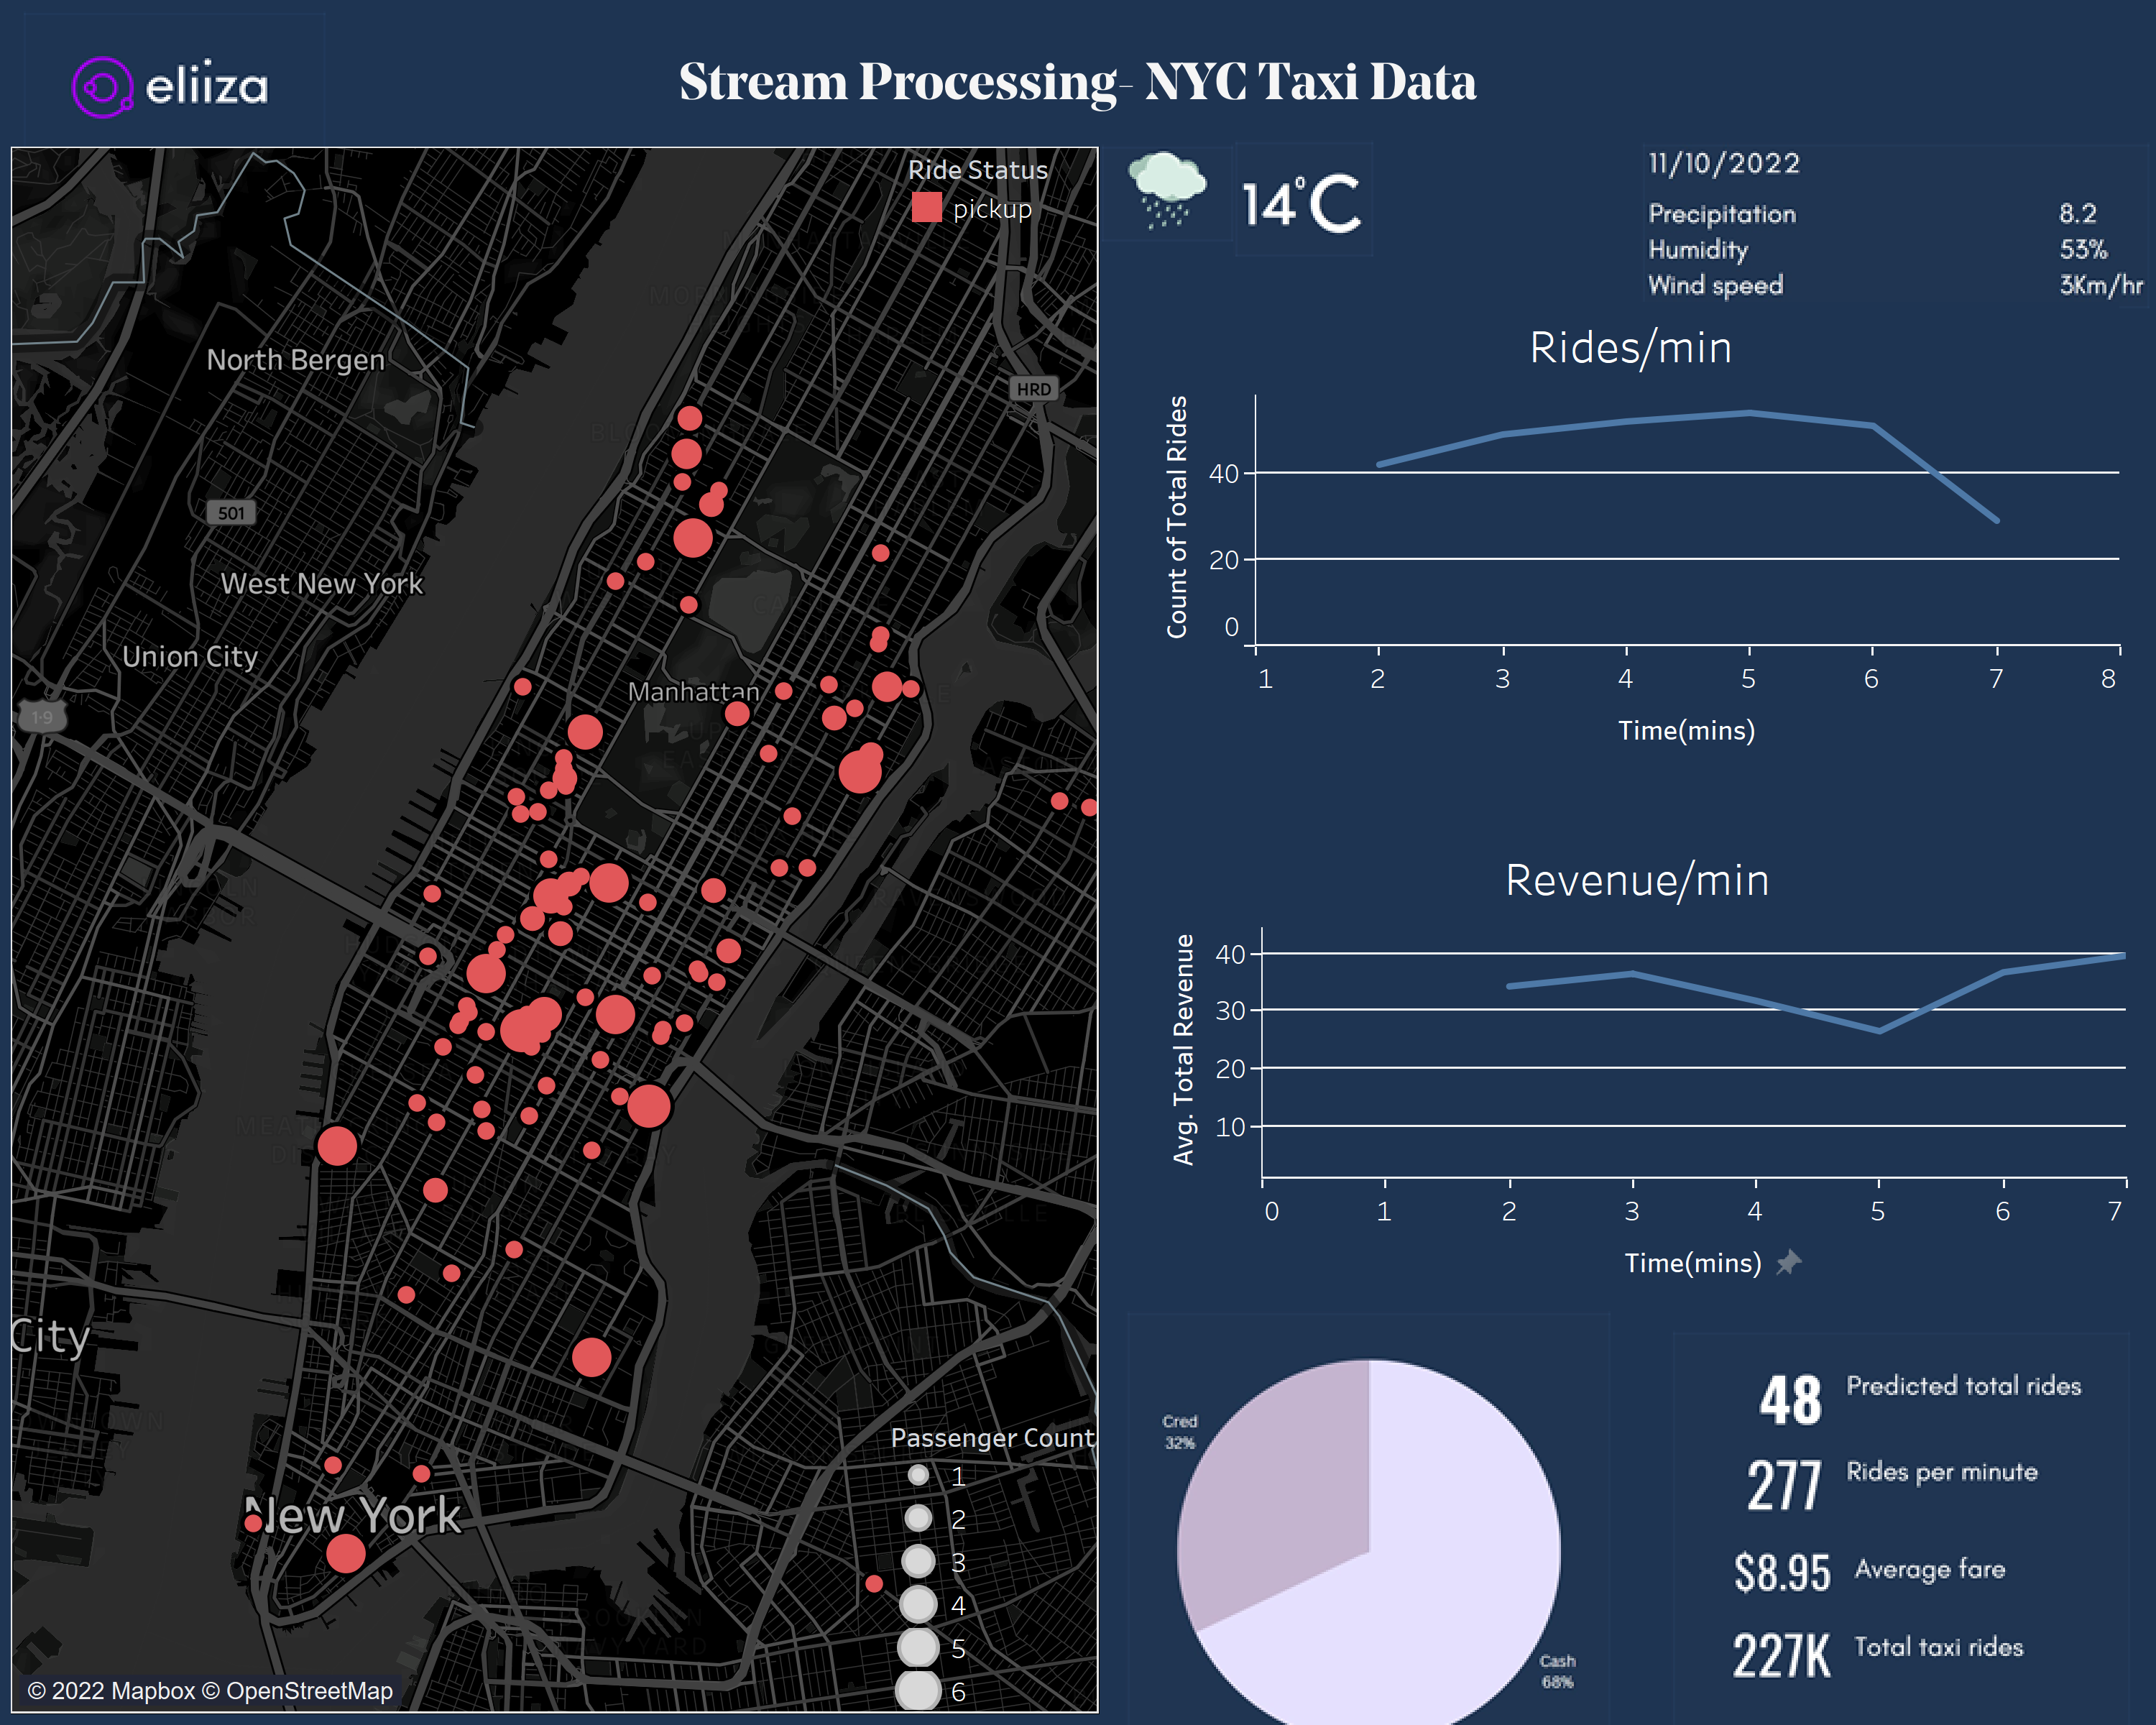 eliiza
Stream Processing- NYC Taxi Data
Ride Status
pickup
North Bergen
HRD
501
West New York
Union City
Manhattan
1-9
City
New York
Passenger Count
1
2
3
4
5
6
© 2022 Mapbox © OpenStreetMap
14°C
11/10/2022
Precipitation 8.2
Humidity 53%
Wind speed 3Km/hr
Rides/min
Count of Total Rides
40
20
0
1 2 3 4 5 6 7 8
Time(mins)
Revenue/min
Avg. Total Revenue
40
30
20
10
0 1 2 3 4 5 6 7
Time(mins)
Cred
32%
Cash
68%
48 Predicted total rides
277 Rides per minute
$8.95 Average fare
227K Total taxi rides